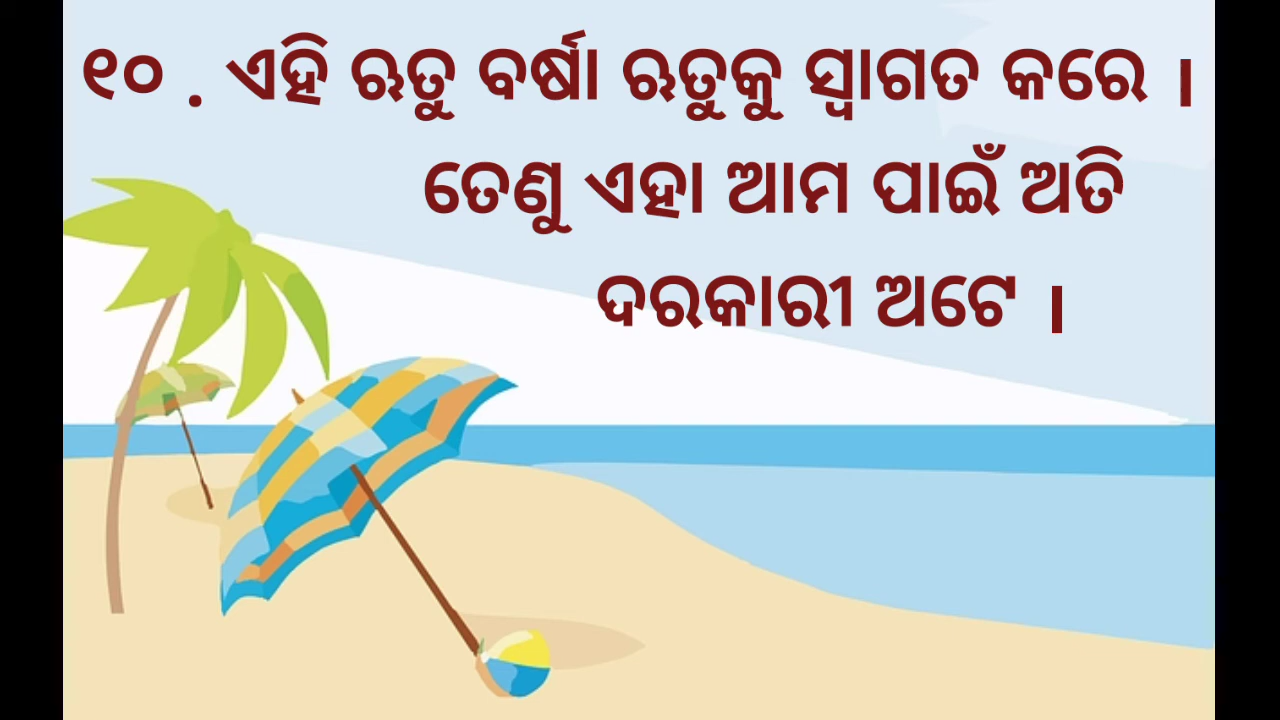 ୧୦ . ଏହି ଋତୁ ବର୍ଷା ଋତୁକୁ ସ୍ୱାଗତ କରେ ।
ତେଣୁ ଏହା ଆମ ପାଇଁ ଅତି
ଦରକାରୀ ଅଟେ ।